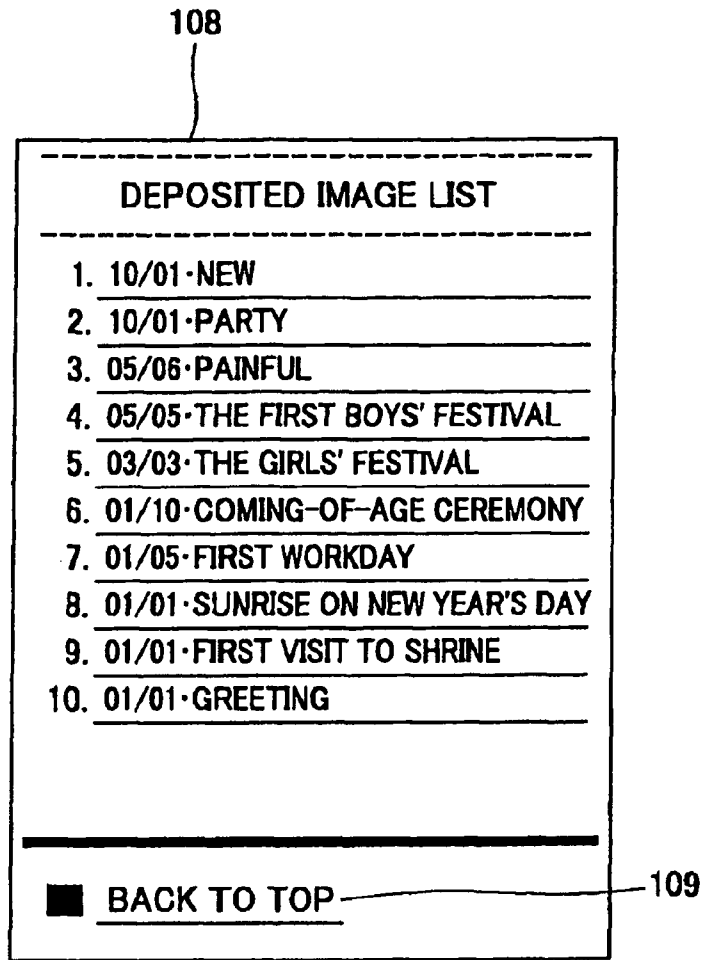 108
DEPOSITED IMAGE LIST
1. 10/01·NEW
2. 10/01·PARTY
3. 05/06·PAINFUL
4. 05/05·THE FIRST BOYS' FESTIVAL
5. 03/03·THE GIRLS' FESTIVAL
6. 01/10·COMING-OF-AGE CEREMONY
7. 01/05·FIRST WORKDAY
8. 01/01·SUNRISE ON NEW YEAR'S DAY
9. 01/01·FIRST VISIT TO SHRINE
10. 01/01·GREETING
BACK TO TOP
109